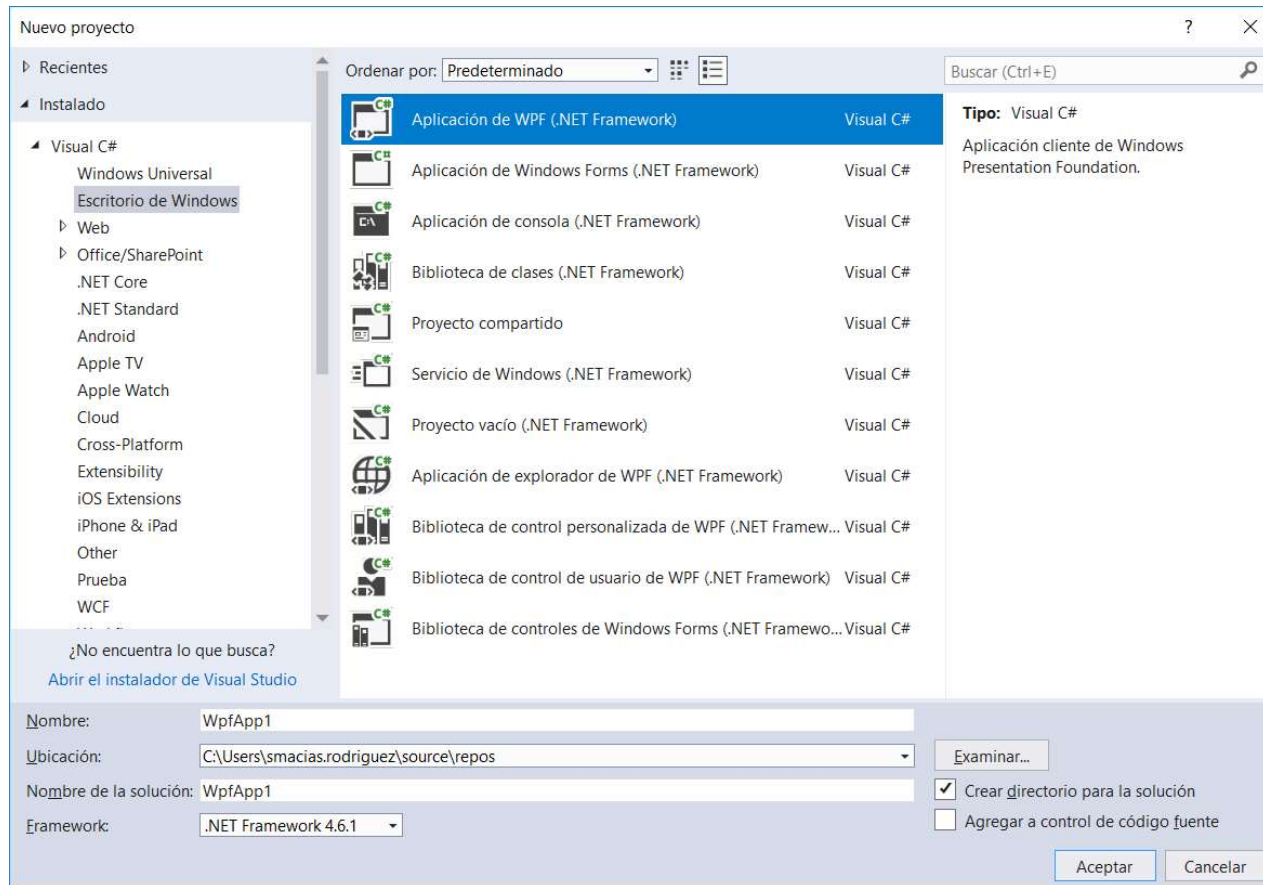 Nuevo proyecto
?
Recientes
Instalado
Visual C#
Windows Universal
Escritorio de Windows
Web
Office/SharePoint
.NET Core
.NET Standard
Android
Apple TV
Apple Watch
Cloud
Cross-Platform
Extensibility
iOS Extensions
iPhone & iPad
Other
Prueba
WCF
¿No encuentra lo que busca?
Abrir el instalador de Visual Studio
Ordenar por: Predeterminado
Aplicación de WPF (.NET Framework) Visual C#
Aplicación de Windows Forms (.NET Framework) Visual C#
Aplicación de consola (.NET Framework) Visual C#
Biblioteca de clases (.NET Framework) Visual C#
Proyecto compartido Visual C#
Servicio de Windows (.NET Framework) Visual C#
Proyecto vacío (.NET Framework) Visual C#
Aplicación de explorador de WPF (.NET Framework) Visual C#
Biblioteca de control personalizada de WPF (.NET Framew... Visual C#
Biblioteca de control de usuario de WPF (.NET Framework) Visual C#
Biblioteca de controles de Windows Forms (.NET Framewo... Visual C#
Buscar (Ctrl+E)
Tipo: Visual C#
Aplicación cliente de Windows
Presentation Foundation.
Nombre: WpfApp1
Ubicación: C:\Users\smacias.rodriguez\source\repos
Examinar...
Nombre de la solución: WpfApp1
Crear directorio para la solución
Framework: .NET Framework 4.6.1
Agregar a control de código fuente
Aceptar
Cancelar